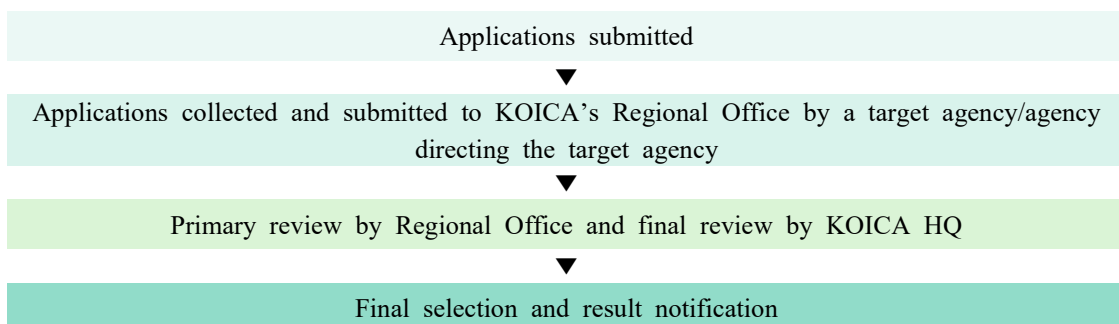 Applications submitted
Applications collected and submitted to KOICA's Regional Office by a target agency/agency
directing the target agency
Primary review by Regional Office and final review by KOICA HQ
Final selection and result notification